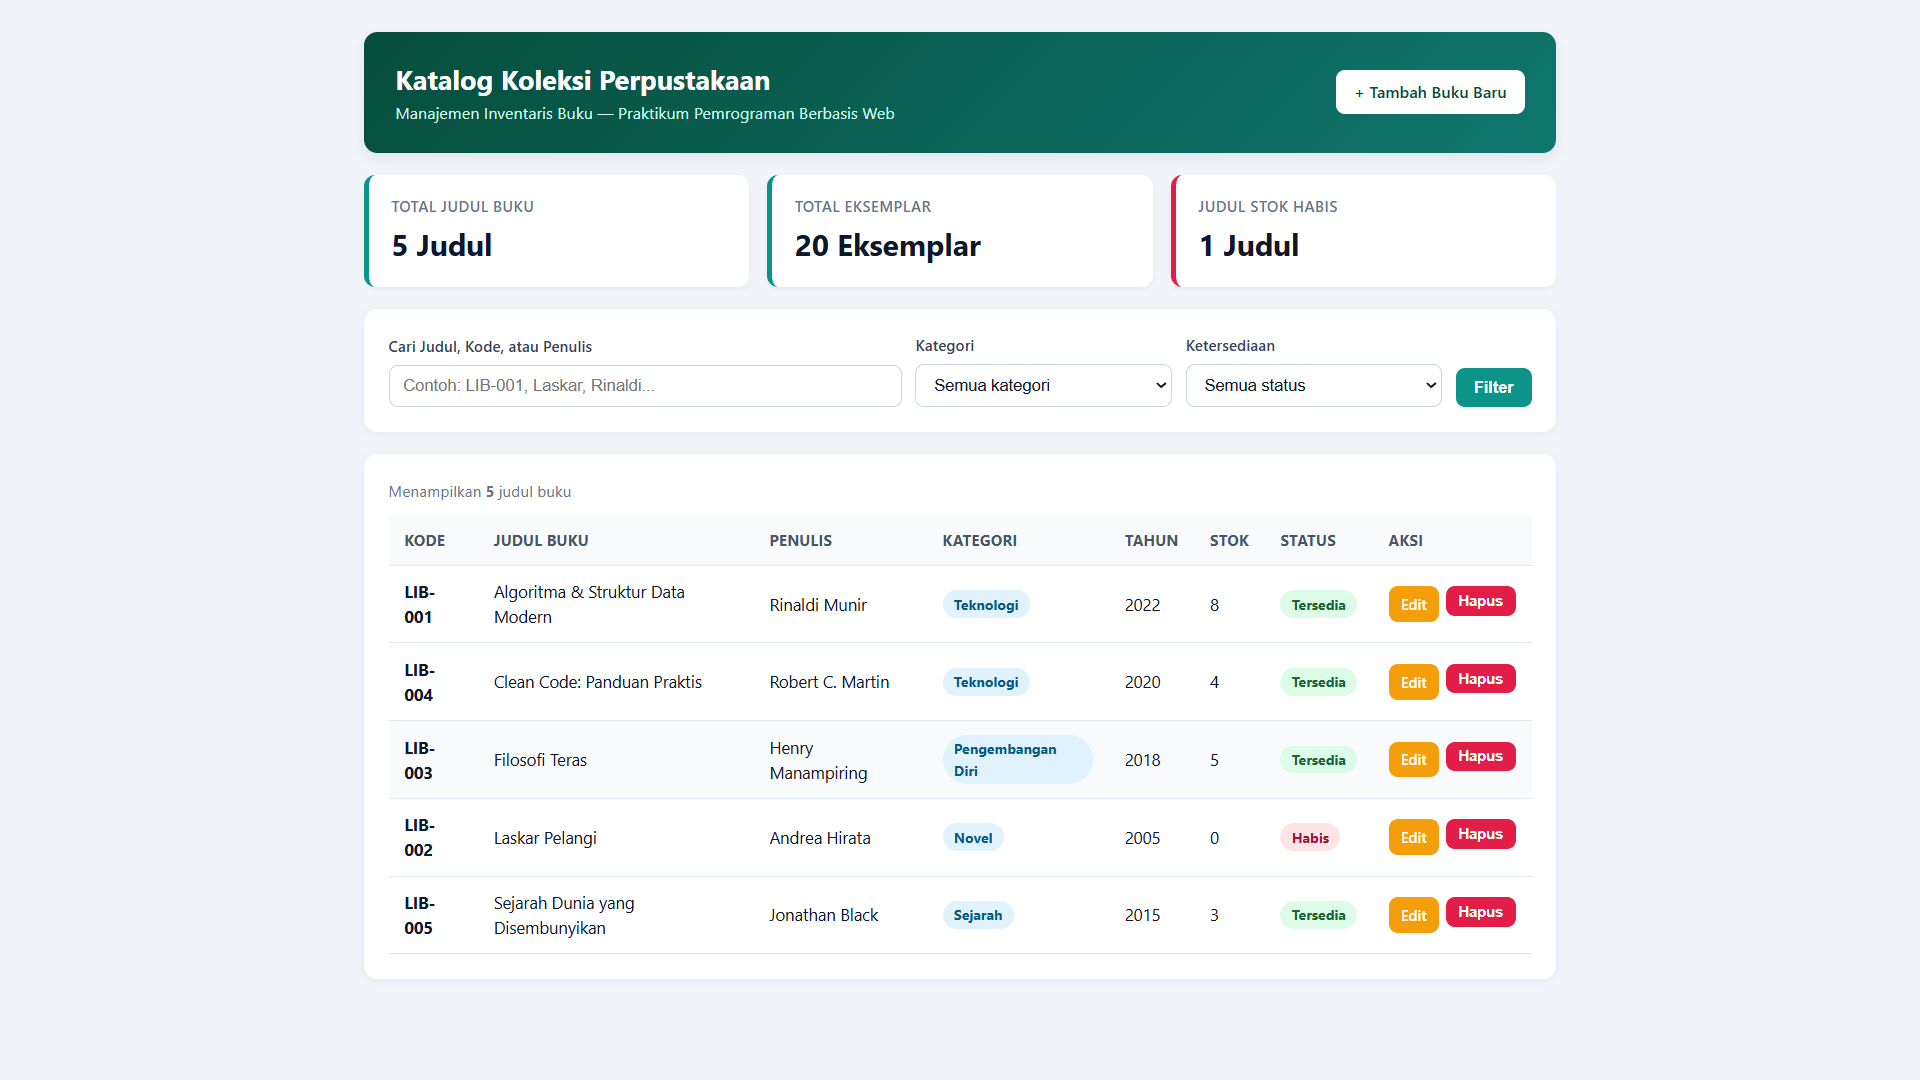 Katalog Koleksi Perpustakaan
Manajemen Inventaris Buku — Praktikum Pemrograman Berbasis Web
+ Tambah Buku Baru
TOTAL JUDUL BUKU
5 Judul
TOTAL EKSEMPLAR
20 Eksemplar
JUDUL STOK HABIS
1 Judul
Cari Judul, Kode, atau Penulis
Contoh: LIB-001, Laskar, Rinaldi...
Kategori
Semua kategori
Ketersediaan
Semua status
Filter
Menampilkan 5 judul buku
KODE JUDUL BUKU PENULIS KATEGORI TAHUN STOK STATUS AKSI
LIB-
001
Algoritma & Struktur Data
Modern
Rinaldi Munir
Teknologi
2022
8
Tersedia
Edit
Hapus
LIB-
004
Clean Code: Panduan Praktis
Robert C. Martin
Teknologi
2020
4
Tersedia
Edit
Hapus
LIB-
003
Filosofi Teras
Henry
Manampiring
Pengembangan
Diri
2018
5
Tersedia
Edit
Hapus
LIB-
002
Laskar Pelangi
Andrea Hirata
Novel
2005
0
Habis
Edit
Hapus
LIB-
005
Sejarah Dunia yang
Disembunyikan
Jonathan Black
Sejarah
2015
3
Tersedia
Edit
Hapus